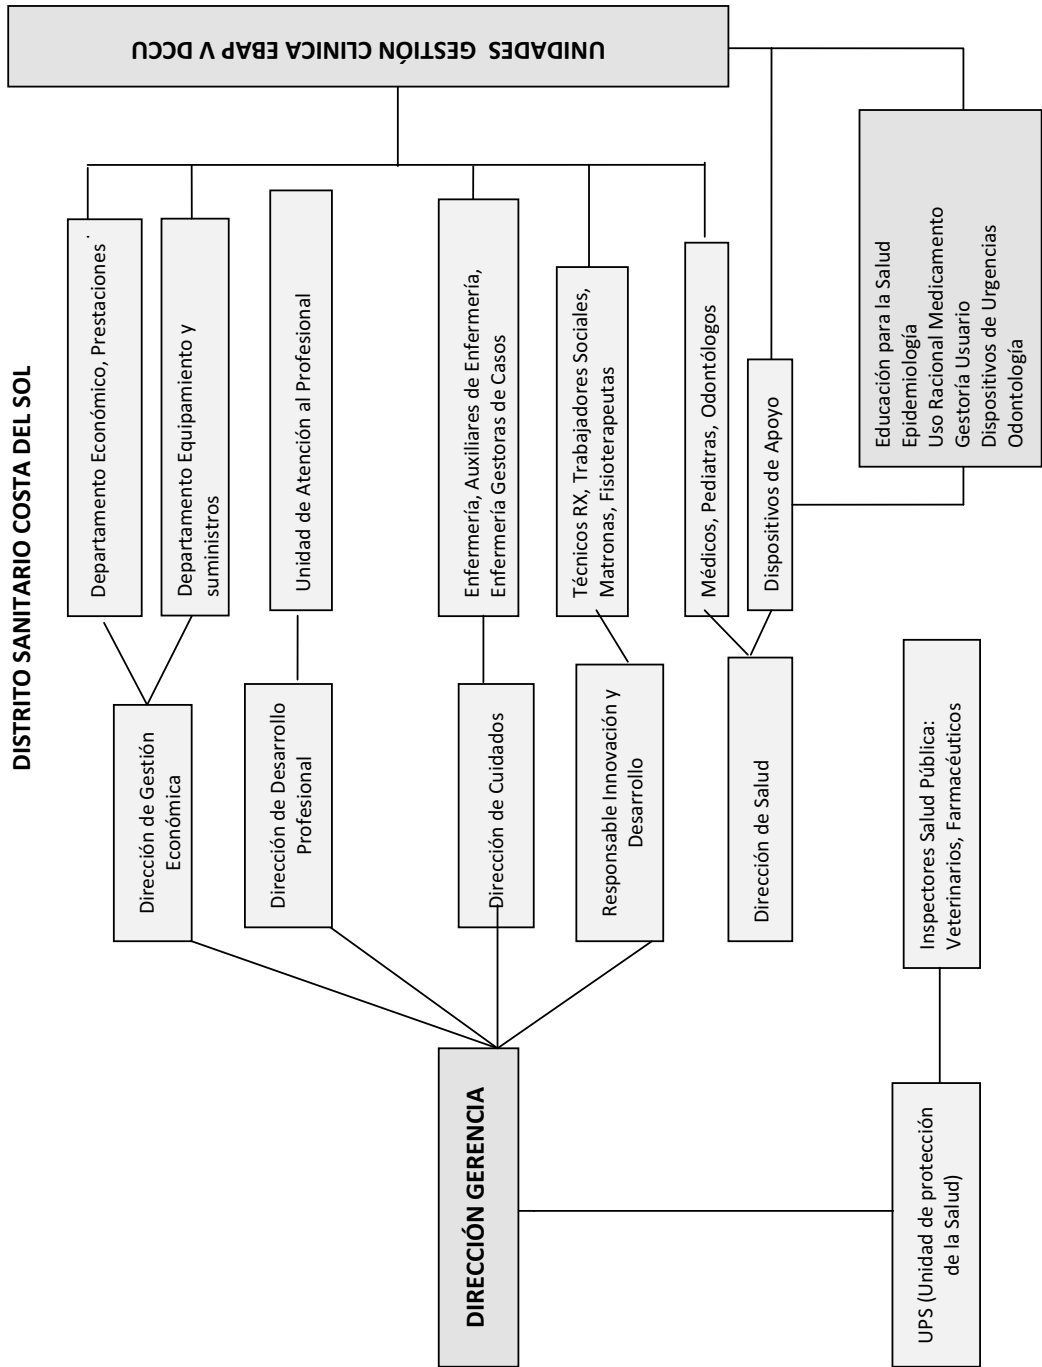 DISTRITO SANITARIO COSTA DEL SOL
DIRECCIÓN GERENCIA
Dirección de Gestión
Económica
Departamento Económico, Prestaciones
Departamento Equipamiento y
suministros
Dirección de Desarrollo
Profesional
Unidad de Atención al Profesional
Dirección de Cuidados
Enfermería, Auxiliares de Enfermería,
Enfermería Gestoras de Casos
Responsable Innovación y
Desarrollo
Técnicos RX, Trabajadores Sociales,
Matronas, Fisioterapeutas
Dirección de Salud
Médicos, Pediatras, Odontólogos
Dispositivos de Apoyo
UPS (Unidad de protección
de la Salud)
Inspectores Salud Pública:
Veterinarios, Farmacéuticos
Educación para la Salud
Epidemiología
Uso Racional Medicamento
Gestoría Usuario
Dispositivos de Urgencias
Odontología
UNIDADES GESTIÓN CLINICA EBAP V DCCU